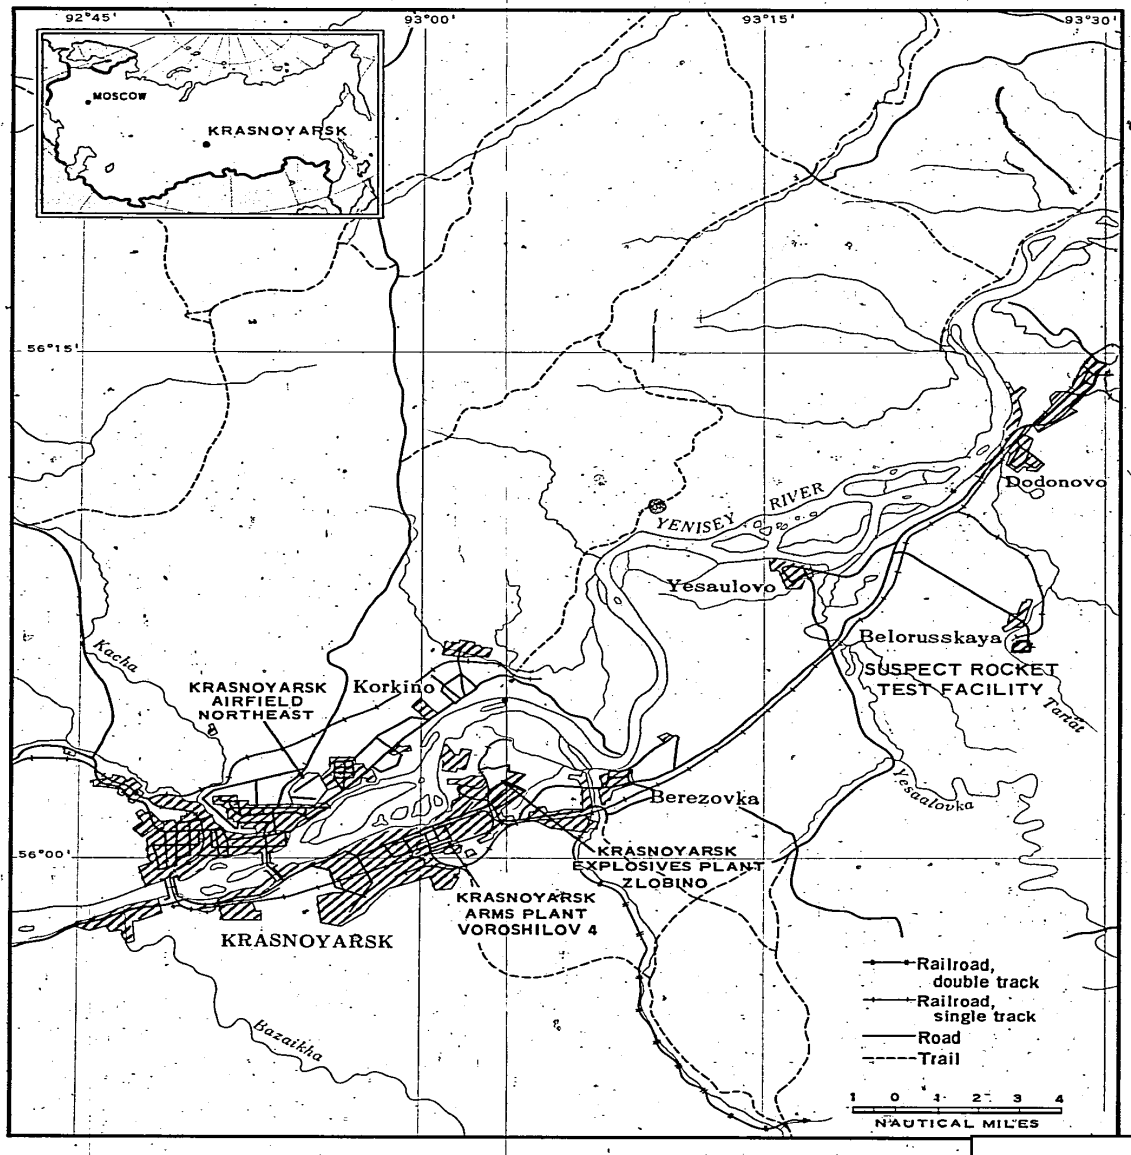 92°45'
93°00'
93°15'
93°30'
MOSCOW
KRASNOYARSK
56°15'
YENISEY RIVER
Dodonovo
Yesaulovo
Belorusskaya
SUSPECT ROCKET
TEST FACILITY
Kacha
KRASNOYARSK
AIRFIELD
NORTHEAST
Korkino
Tartat
Yesaalovka
Berezovka
56°00'
KRASNOYARSK
EXPLOSIVES PLANT
ZLOBINO
KRASNOYARSK
ARMS PLANT
VOROSHILOV 4
KRASNOYARSK
Bazaikha
Railroad,
double track
Railroad,
single track
Road
Trail
1 0 1 2 3 4
NAUTICAL MILES